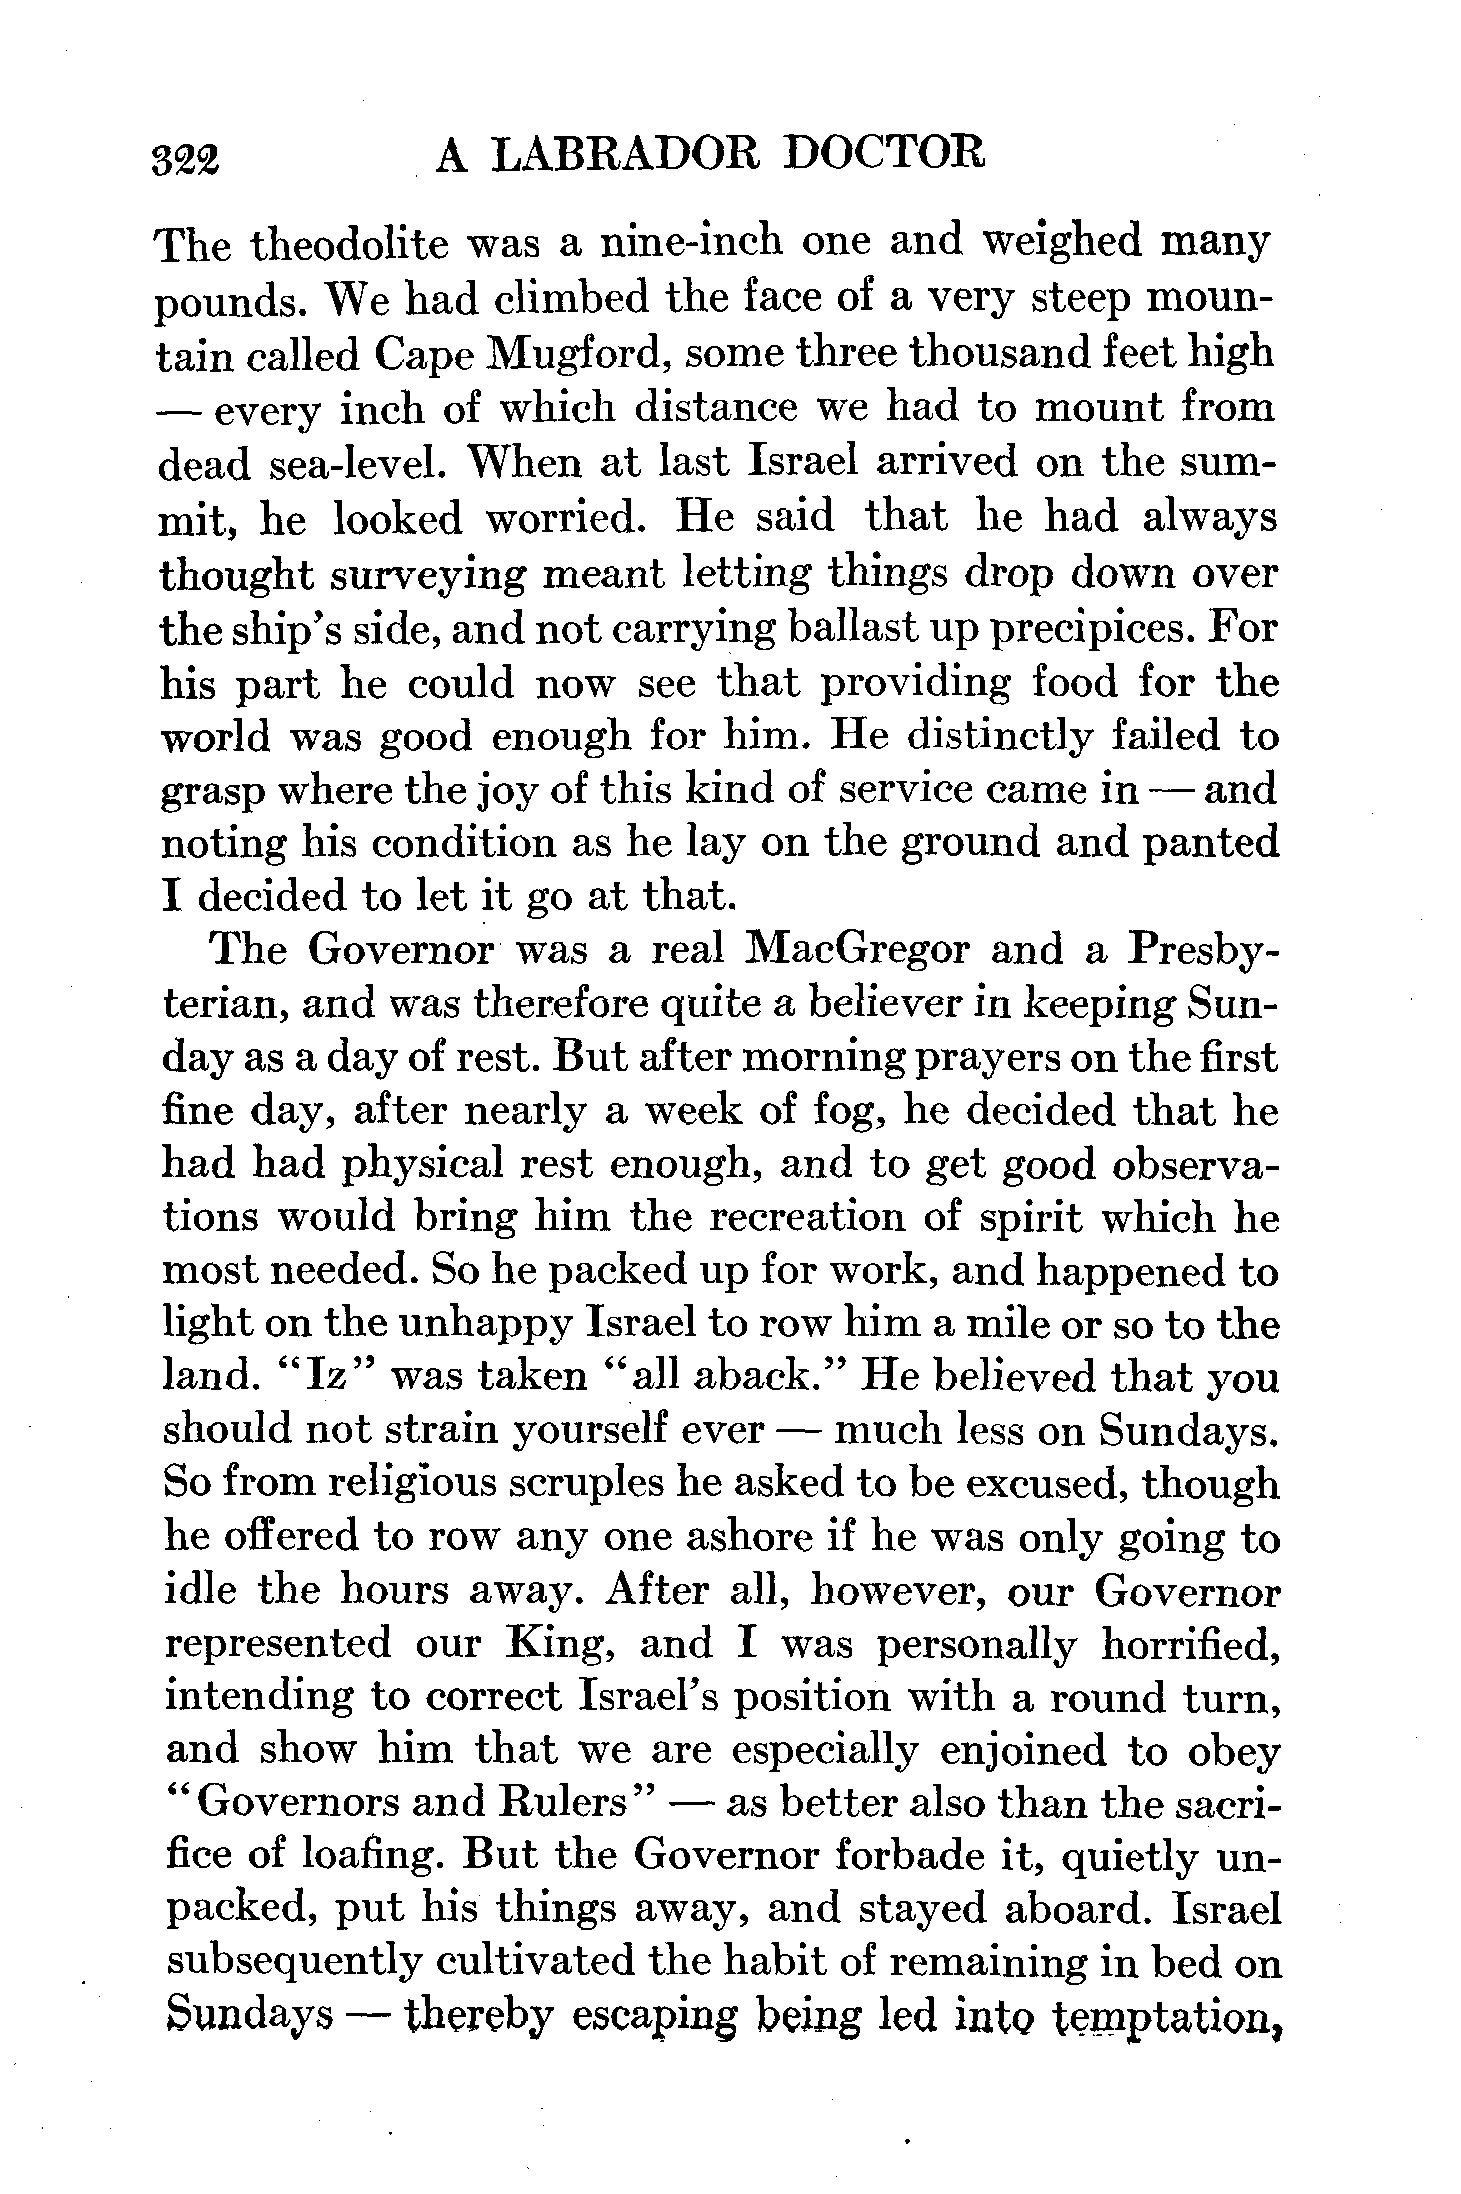 322 A LABRADOR DOCTOR
The theodolite was a nine-inch one and weighed many
pounds. We had climbed the face of a very steep moun-
tain called Cape Mugford, some three thousand feet high
— every inch of which distance we had to mount from
dead sea-level. When at last Israel arrived on the sum-
mit, he looked worried. He said that he had always
thought surveying meant letting things drop down over
the ship's side, and not carrying ballast up precipices. For
his part he could now see that providing food for the
world was good enough for him. He distinctly failed to
grasp where the joy of this kind of service came in — and
noting his condition as he lay on the ground and panted
I decided to let it go at that.
The Governor was a real MacGregor and a Presby-
terian, and was therefore quite a believer in keeping Sun-
day as a day of rest. But after morning prayers on the first
fine day, after nearly a week of fog, he decided that he
had had physical rest enough, and to get good observa-
tions would bring him the recreation of spirit which he
most needed. So he packed up for work, and happened to
light on the unhappy Israel to row him a mile or so to the
land. "Iz" was taken "all aback." He believed that you
should not strain yourself ever — much less on Sundays.
So from religious scruples he asked to be excused, though
he offered to row any one ashore if he was only going to
idle the hours away. After all, however, our Governor
represented our King, and I was personally horrified,
intending to correct Israel's position with a round turn,
and show him that we are especially enjoined to obey
"Governors and Rulers" — as better also than the sacri-
fice of loafing. But the Governor forbade it, quietly un-
packed, put his things away, and stayed aboard. Israel
subsequently cultivated the habit of remaining in bed on
Sundays — thereby escaping being led into temptation,